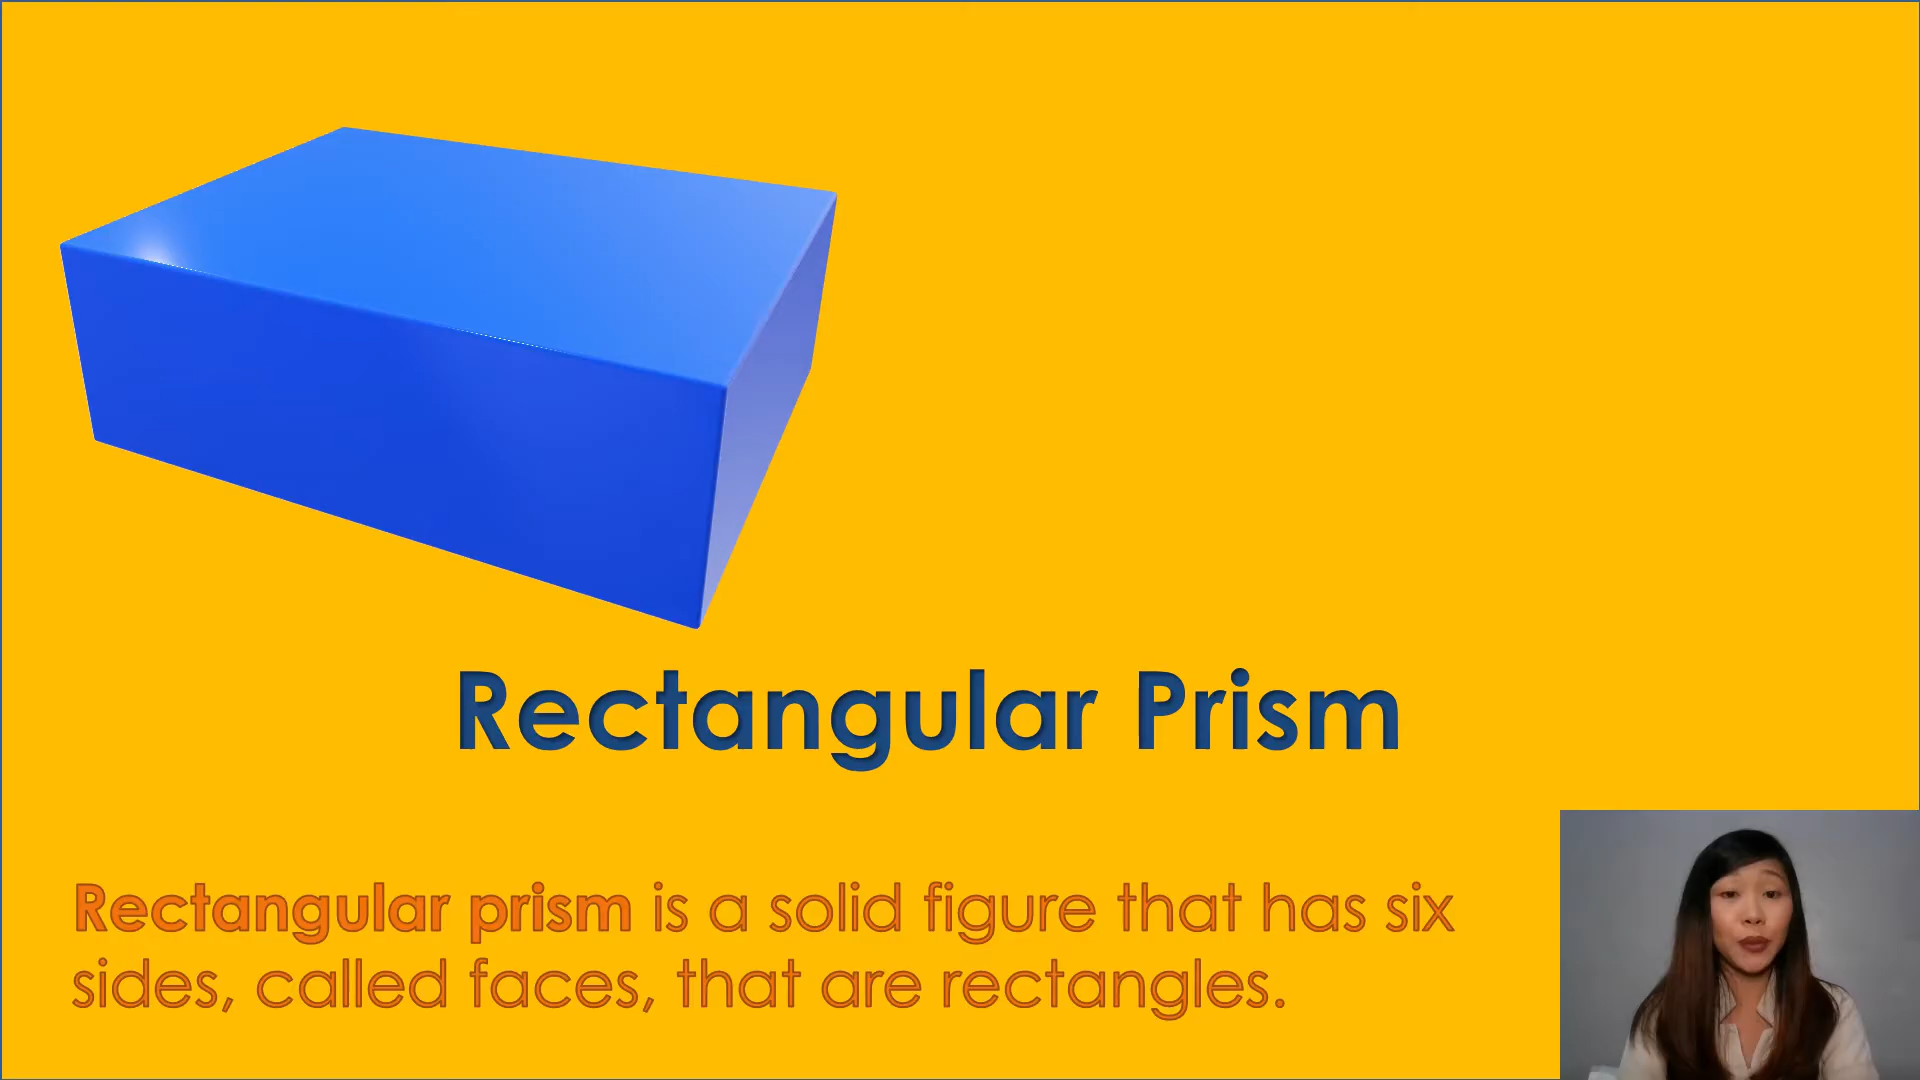 Rectangular Prism
Rectangular prism is a solid figure that has six
sides, called faces, that are rectangles.